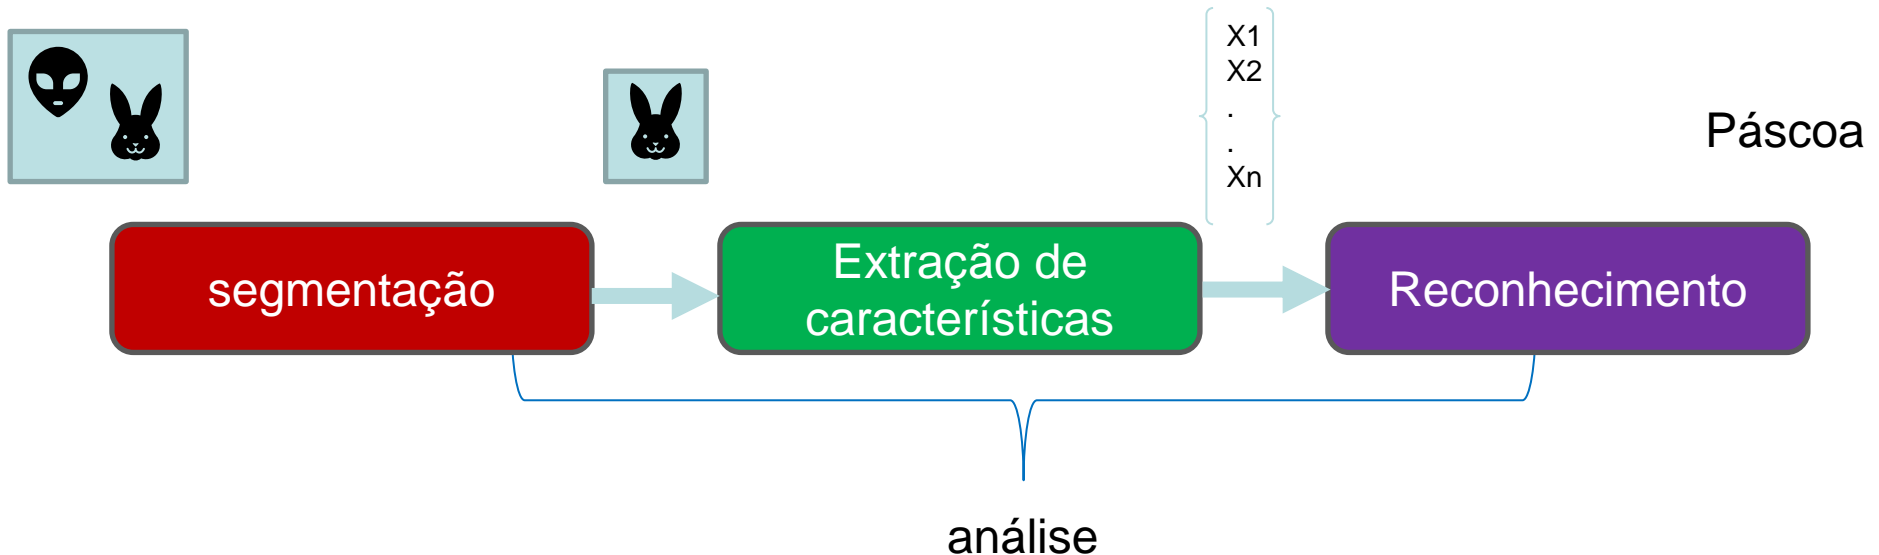 X1
X2
.
.
Xn
Páscoa
segmentação
Extração de
características
Reconhecimento
análise